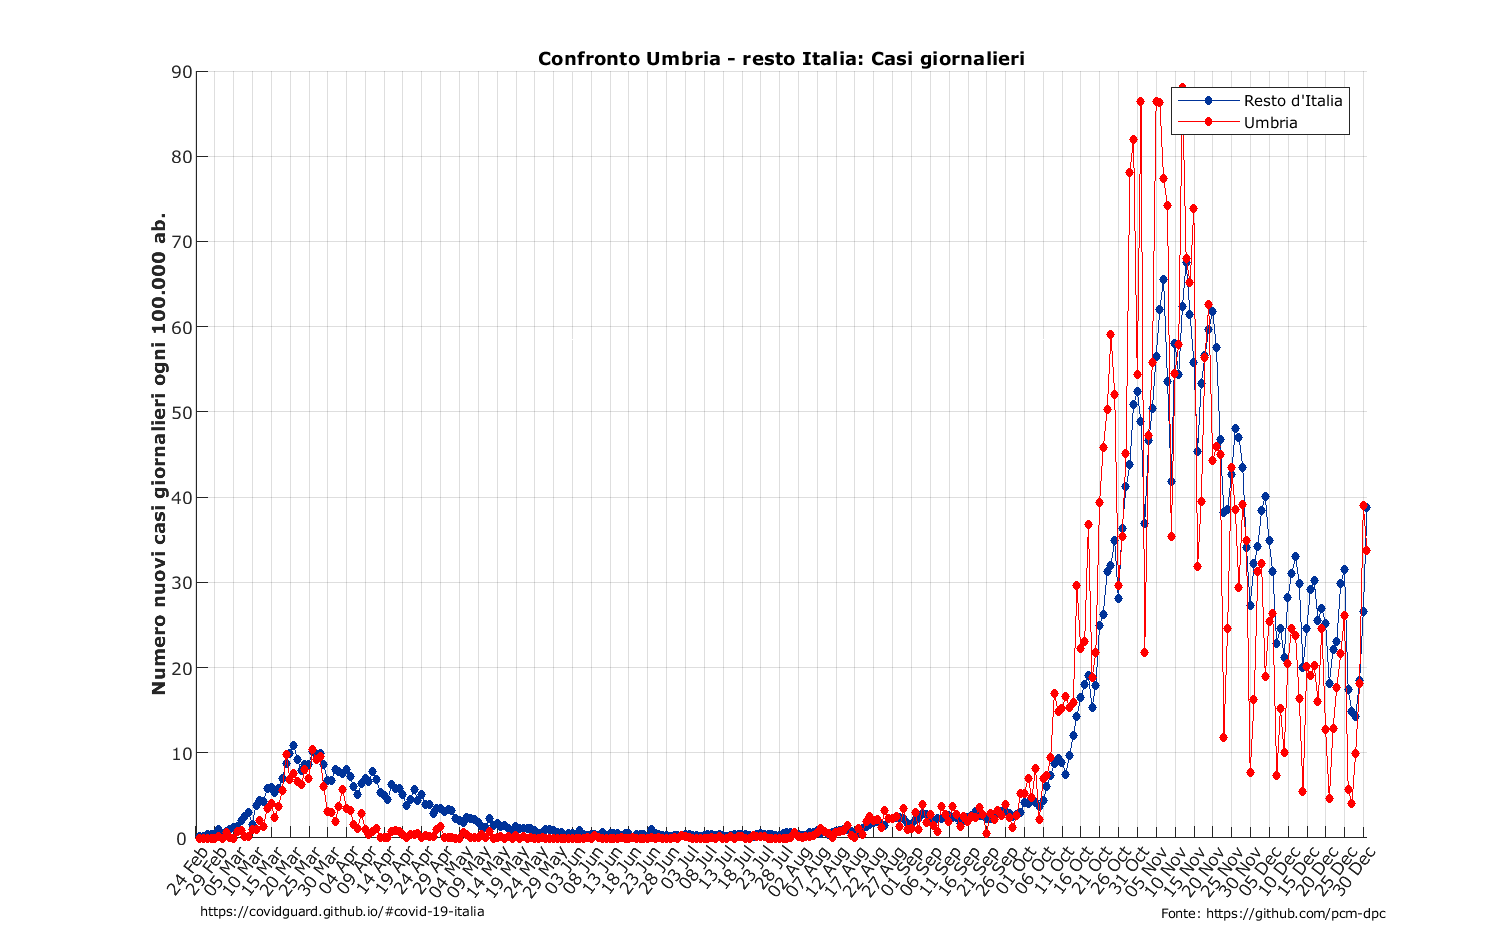 Confronto Umbria - resto Italia: Casi giornalieri
Numero nuovi casi giornalieri ogni 100.000 ab.
90
80
70
60
50
40
30
20
10
0
Resto d'Italia
Umbria
24 Feb
29 Feb
05 Mar
10 Mar
15 Mar
20 Mar
25 Mar
30 Mar
04 Apr
09 Apr
14 Apr
19 Apr
24 Apr
29 Apr
04 May
09 May
14 May
19 May
24 May
29 May
03 Jun
08 Jun
13 Jun
18 Jun
23 Jun
28 Jun
03 Jul
08 Jul
13 Jul
18 Jul
23 Jul
28 Jul
02 Aug
07 Aug
12 Aug
17 Aug
22 Aug
27 Aug
01 Sep
06 Sep
11 Sep
16 Sep
21 Sep
26 Sep
01 Oct
06 Oct
11 Oct
16 Oct
21 Oct
26 Oct
31 Oct
05 Nov
10 Nov
15 Nov
20 Nov
25 Nov
30 Nov
05 Dec
10 Dec
15 Dec
20 Dec
25 Dec
30 Dec
https://covidguard.github.io/#covid-19-italia
Fonte: https://github.com/pcm-dpc